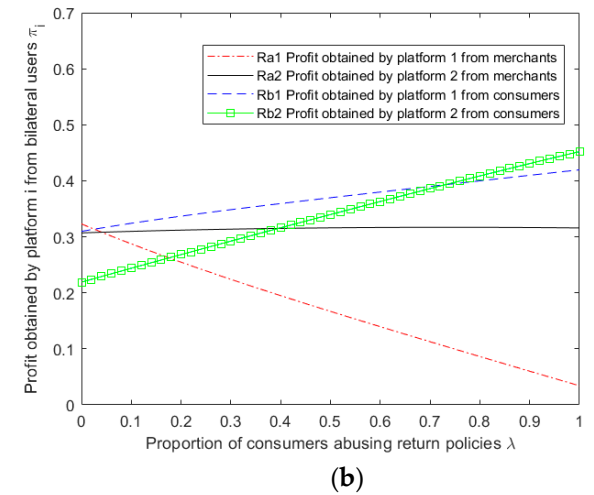 Profit obtained by platform i from bilateral users π_i
0.7
0.6
0.5
0.4
0.3
0.2
0.1
0
Ra1 Profit obtained by platform 1 from merchants
Ra2 Profit obtained by platform 2 from merchants
Rb1 Profit obtained by platform 1 from consumers
Rb2 Profit obtained by platform 2 from consumers
0 0.1 0.2 0.3 0.4 0.5 0.6 0.7 0.8 0.9 1
Proportion of consumers abusing return policies λ
(b)